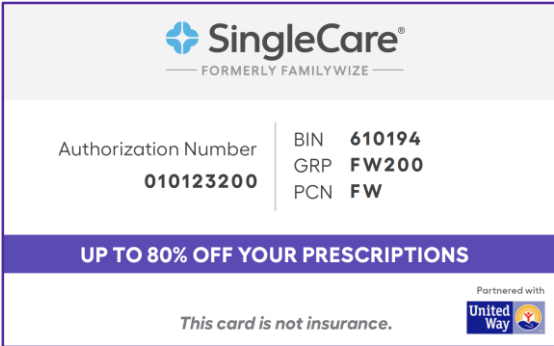 SingleCare®
FORMERLY FAMILYWIZE
Authorization Number
010123200
BIN 610194
GRP FW200
PCN FW
UP TO 80% OFF YOUR PRESCRIPTIONS
Partnered with
United
Way
This card is not insurance.